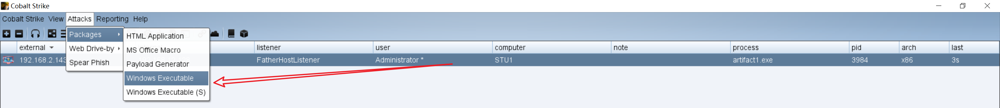 Cobalt Strike
Cobalt Strike View Attacks Reporting Help
Packages
HTML Application
external listener user computer note process pid arch last
Web Drive-by
MS Office Macro
192.168.2.143 FatherHostListener Administrator * STU1 artifact1.exe 3984 x86 3s
Spear Phish
Payload Generator
Windows Executable
Windows Executable (S)